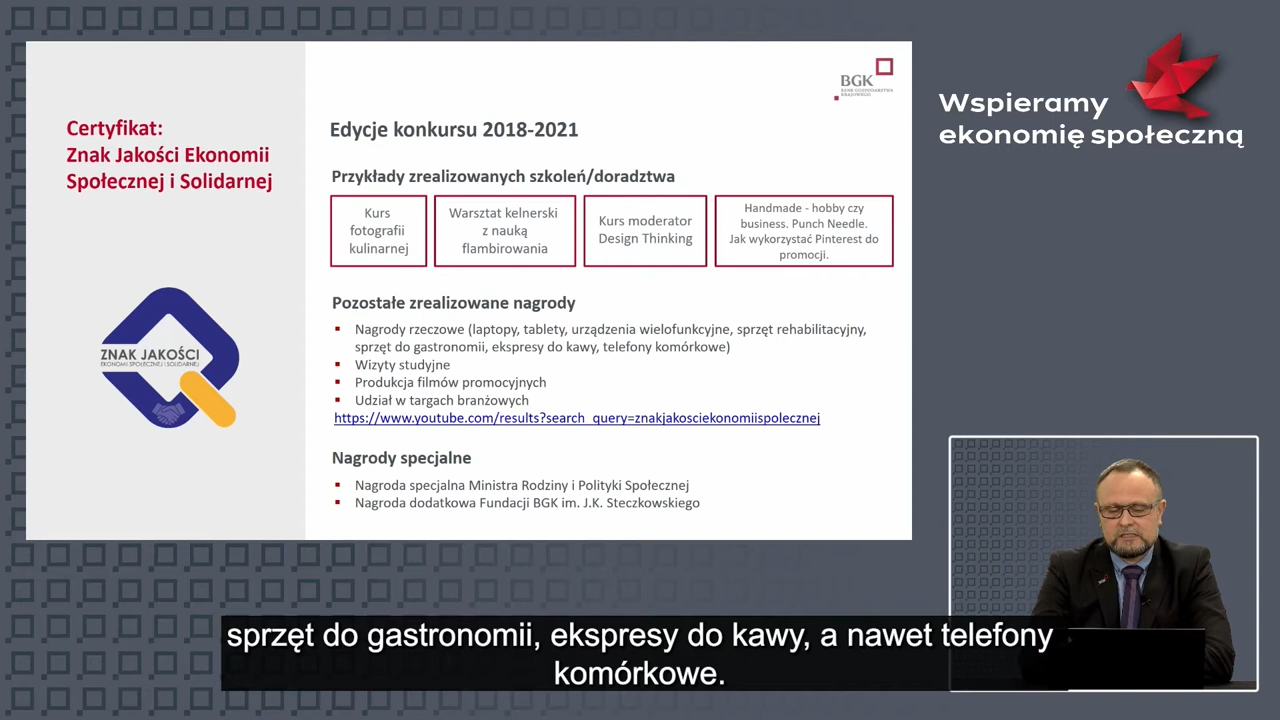 Certyfikat:
Znak Jakości Ekonomii
Społecznej i Solidarnej
ZNAK JAKOŚCI
EKONOMII SPOŁECZNEJ I SOLIDARNEJ
BGK
BANK GOSPODARSTWA
KRAJOWEGO
Edycje konkursu 2018-2021
Przykłady zrealizowanych szkoleń/doradztwa
Kurs
fotografii
kulinarnej
Warsztat kelnerski
z nauką
flambirowania
Kurs moderator
Design Thinking
Handmade - hobby czy
business. Punch Needle.
Jak wykorzystać Pinterest do
promocji.
Pozostałe zrealizowane nagrody
▪ Nagrody rzeczowe (laptopy, tablety, urządzenia wielofunkcyjne, sprzęt rehabilitacyjny,
sprzęt do gastronomii, ekspresy do kawy, telefony komórkowe)
▪ Wizyty studyjne
▪ Produkcja filmów promocyjnych
▪ Udział w targach branżowych
https://www.youtube.com/results?search_query=znakjakosciekonomiispolecznej
Nagrody specjalne
▪ Nagroda specjalna Ministra Rodziny i Polityki Społecznej
▪ Nagroda dodatkowa Fundacji BGK im. J.K. Steczkowskiego
Wspieramy
ekonomię społeczną
sprzęt do gastronomii, ekspresy do kawy, a nawet telefony
komórkowe.